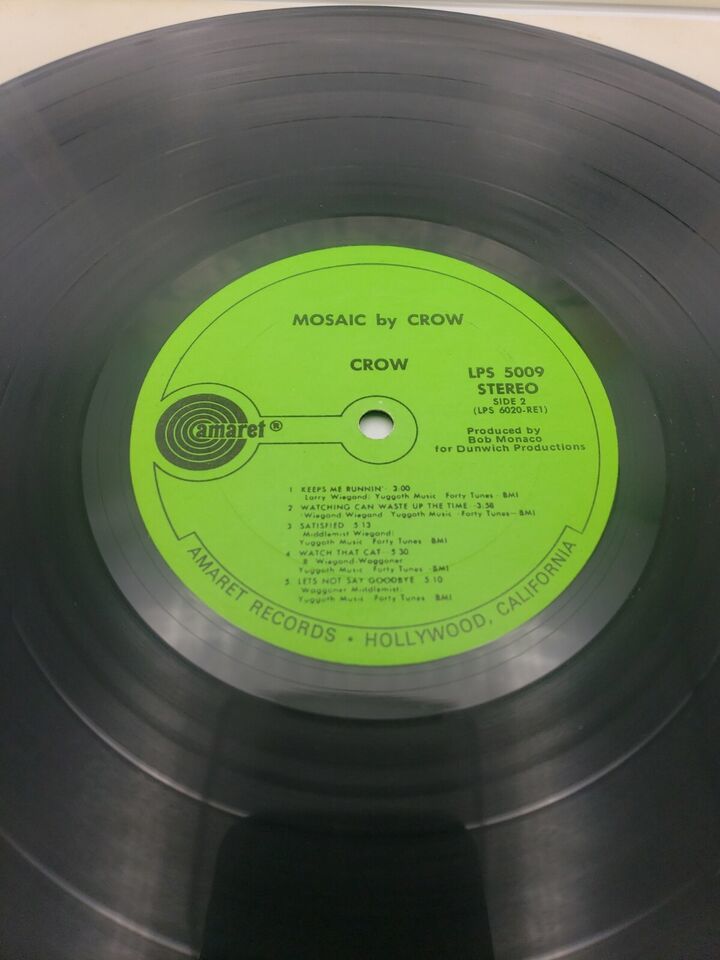 MOSAIC by CROW
CROW
LPS 5009
STEREO
SIDE 2
(LPS 6020-RE1)
amaret®
Produced by
Bob Monaco
for Dunwich Productions
1 KEEPS ME RUNNIN' 3:00
Larry Wiegand: Yuggoth Music Forty Tunes BMI
2 WATCHING CAN WASTE UP THE TIME 3:58
Wiegand Wiegand Yuggoth Music Forty Tunes BMI
3 SATISFIED 5 13
Middlemist Wiegand:
Yuggoth Music Forty Tunes BMI
4 WATCH THAT CAT 5 30
R Wiegand-Waggoner
Yuggoth Music Forty Tunes BMI
5 LETS NOT SAY GOODBYE 5 10
Waggoner Middlemist:
Yuggoth Music Forty Tunes BMI
AMARET RECORDS • HOLLYWOOD, CALIFORNIA